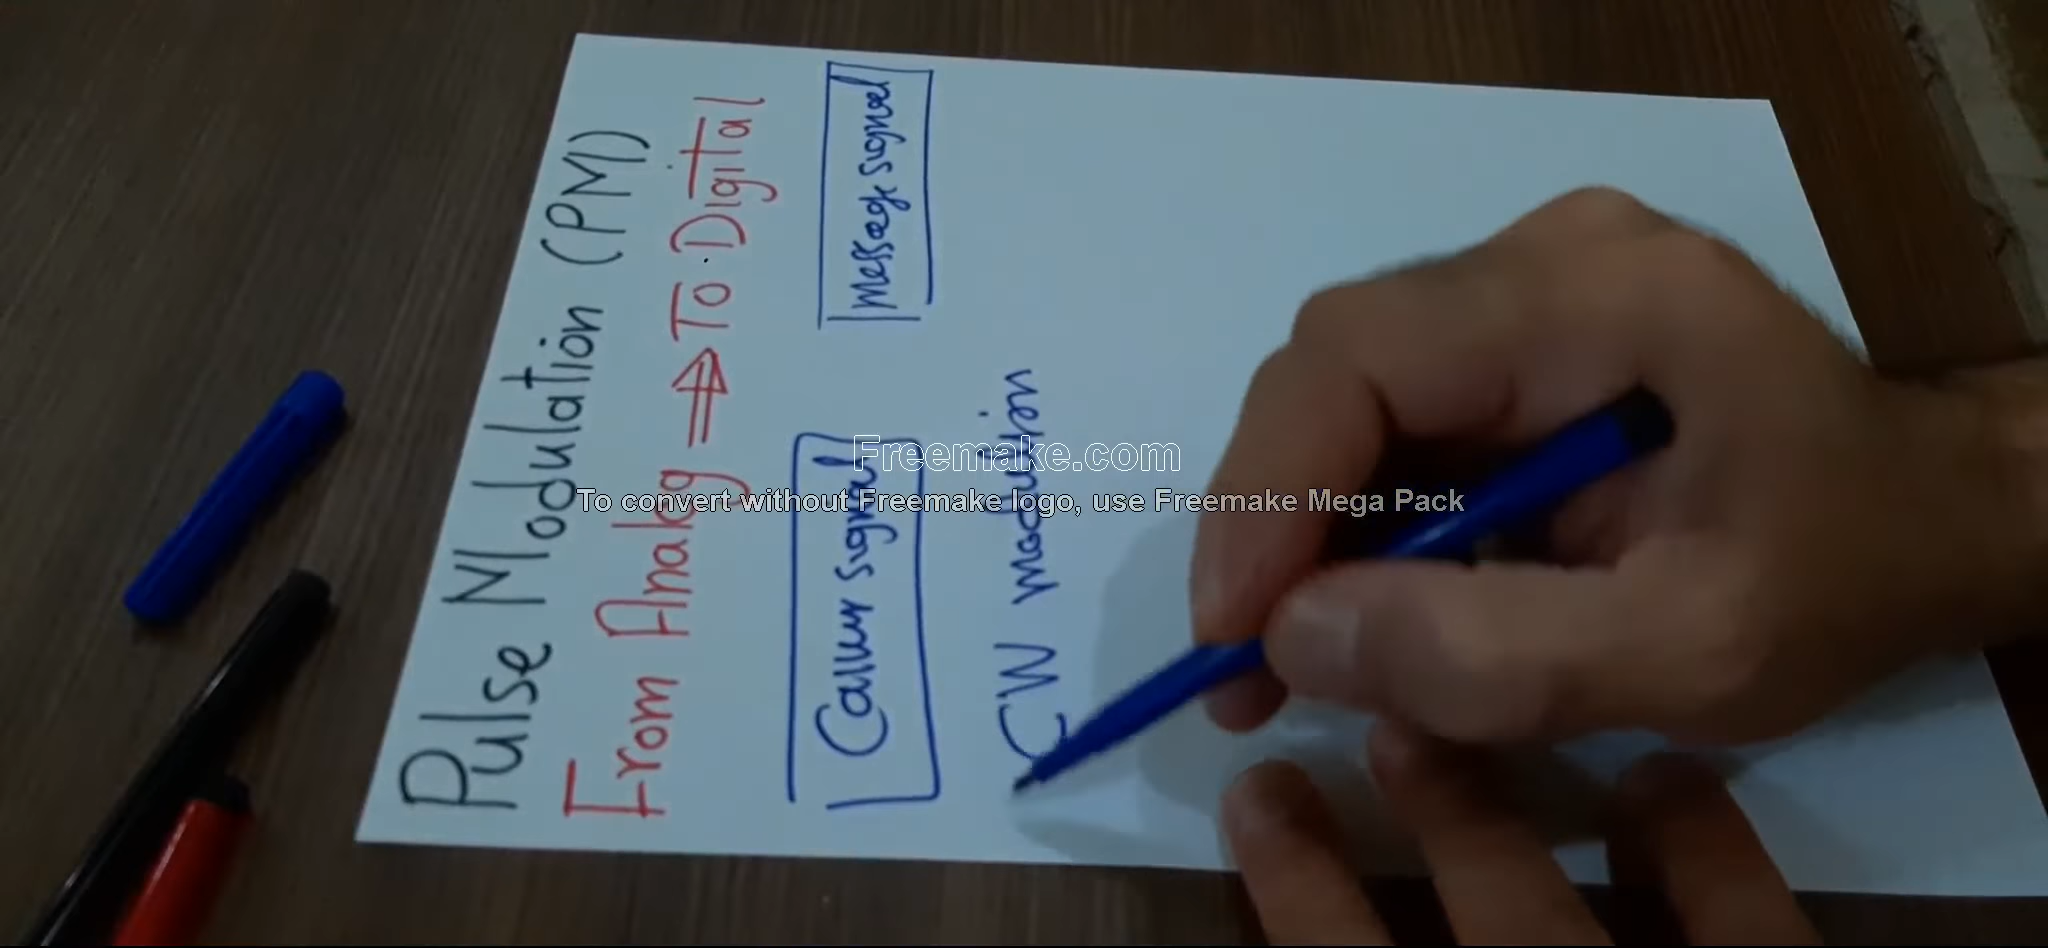 Pulse Modulation (PM)
From Analog ⇒ To Digital
Carrier signal
Message signal
CW modulation
Freemake.com
To convert without Freemake logo, use Freemake Mega Pack